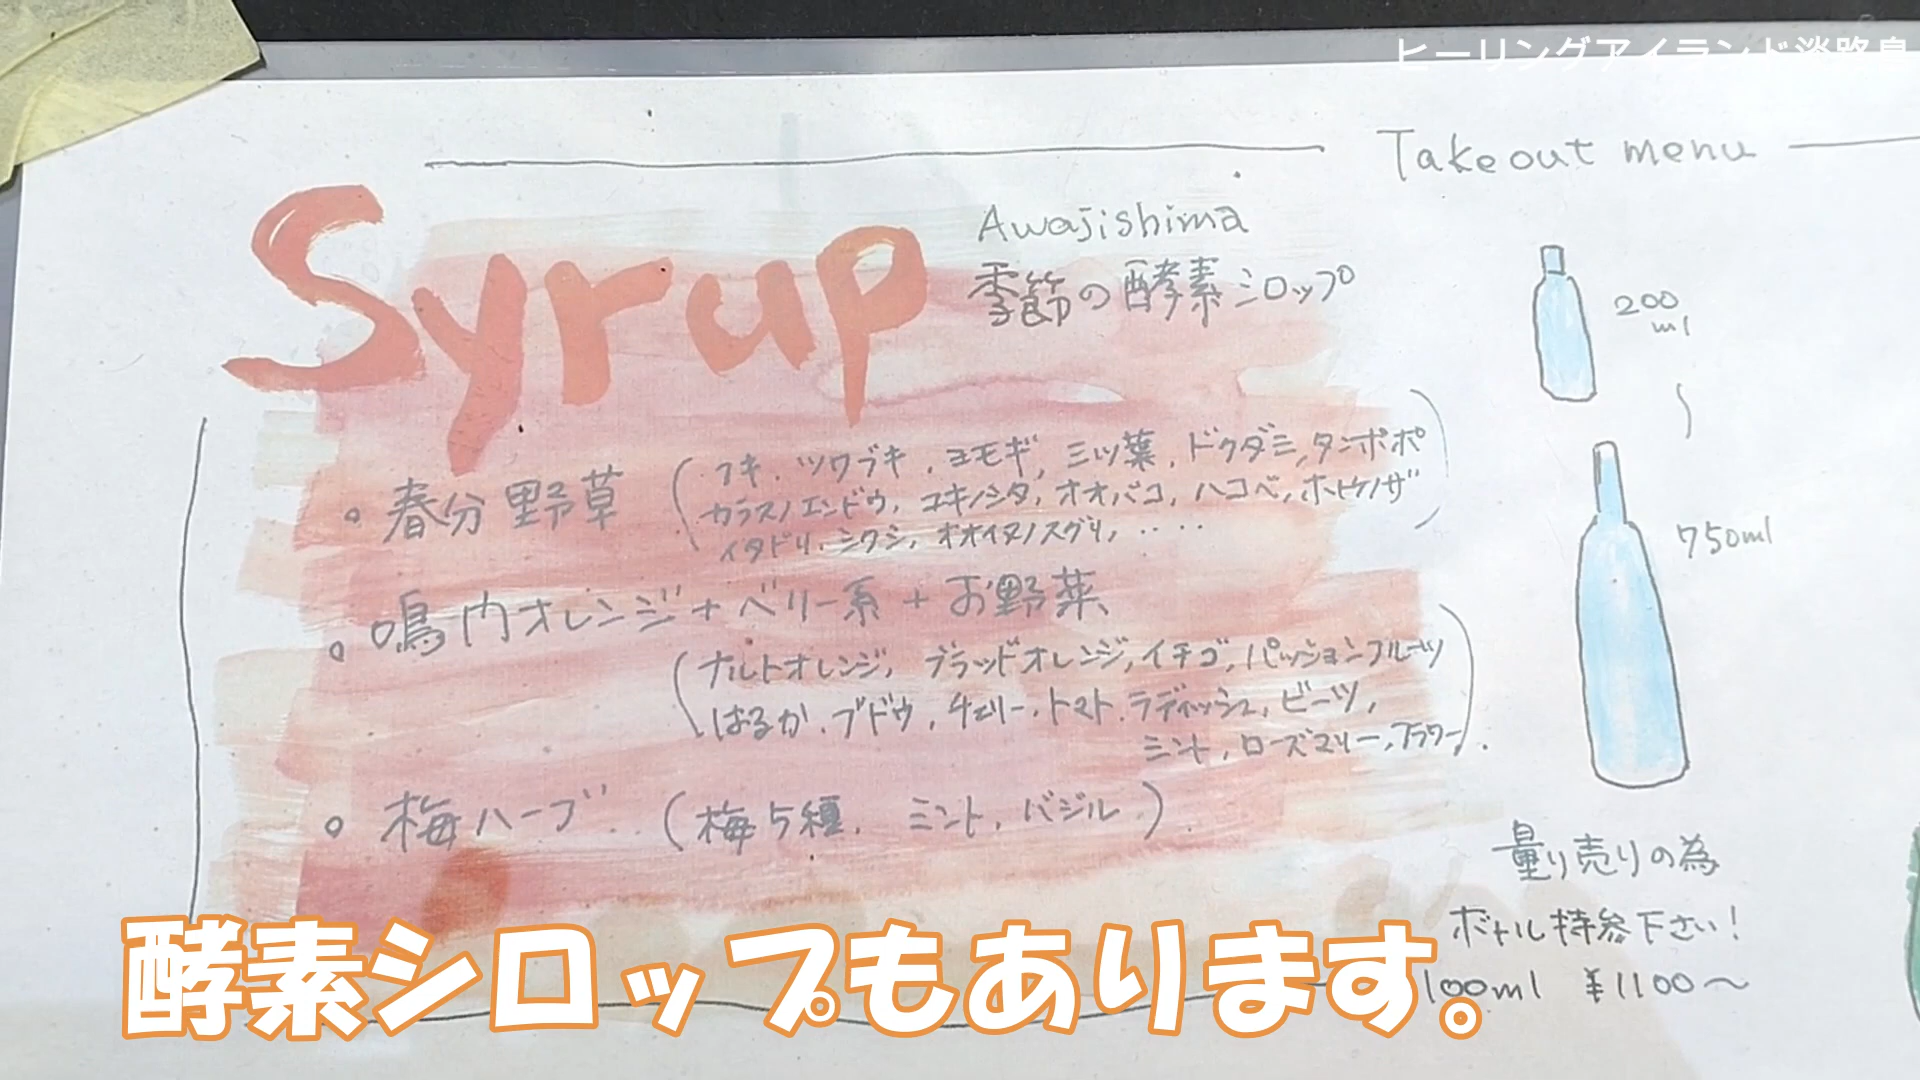 ヒーリングアイランド淡路島
Takeout menu
Syrup
Awajishima
季節の酵素シロップ
200
ml
〜
750ml
。春分野草
(フキ、ツワブキ、ヨモギ、三ツ葉、ドクダミ、タンポポ
カラスノエンドウ、ユキノシタ、オオバコ、ハコベ、ホトケノザ
イタドリ、シクシ、オオイヌノスグリ、‥‥)
。鳴門オレンジ+ベリー系+お野菜
(ナルトオレンジ、ブラッドオレンジ、イチゴ、パッションフルーツ
はるか、ブドウ、チェリー、トマト、ラディッシュ、ビーツ、
ミント、ローズマリー、フラワー)
。梅ハーブ (梅5種、ミント、バジル)
量り売りの為
ボトル持参下さい!
100ml ¥1100〜
酵素シロップもあります。